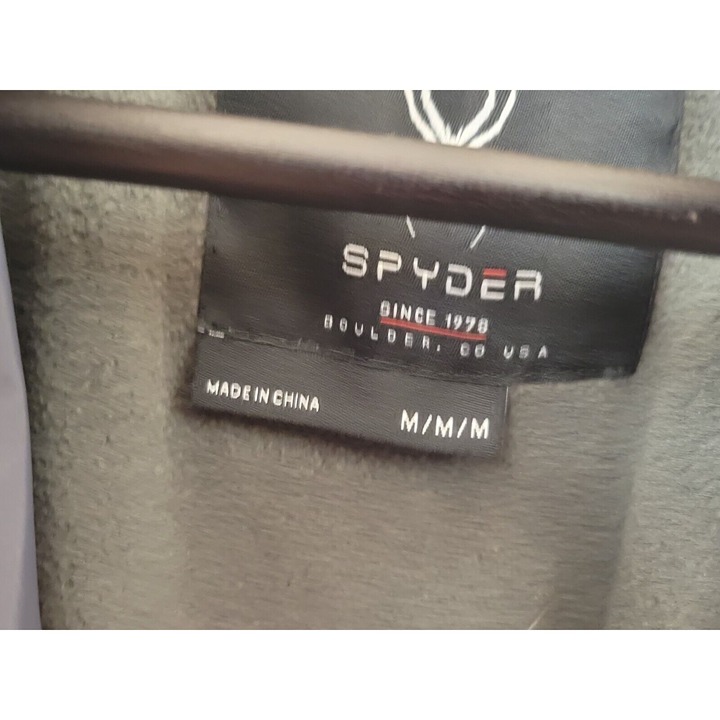 SPYDER
SINCE 1978
BOULDER, CO USA
MADE IN CHINA
M/M/M